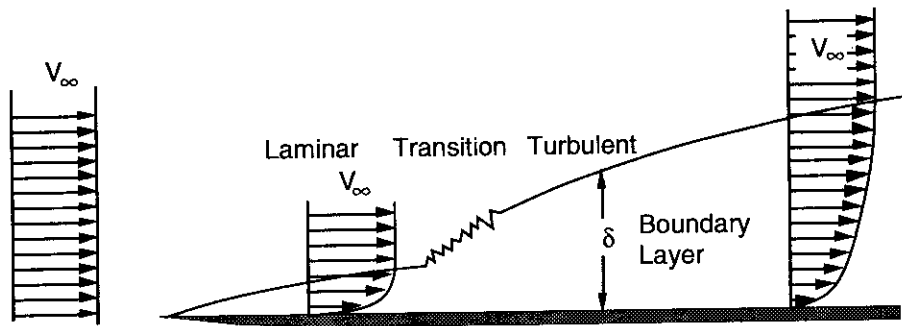 V∞
V∞
Laminar Transition Turbulent
V∞
δ
Boundary
Layer